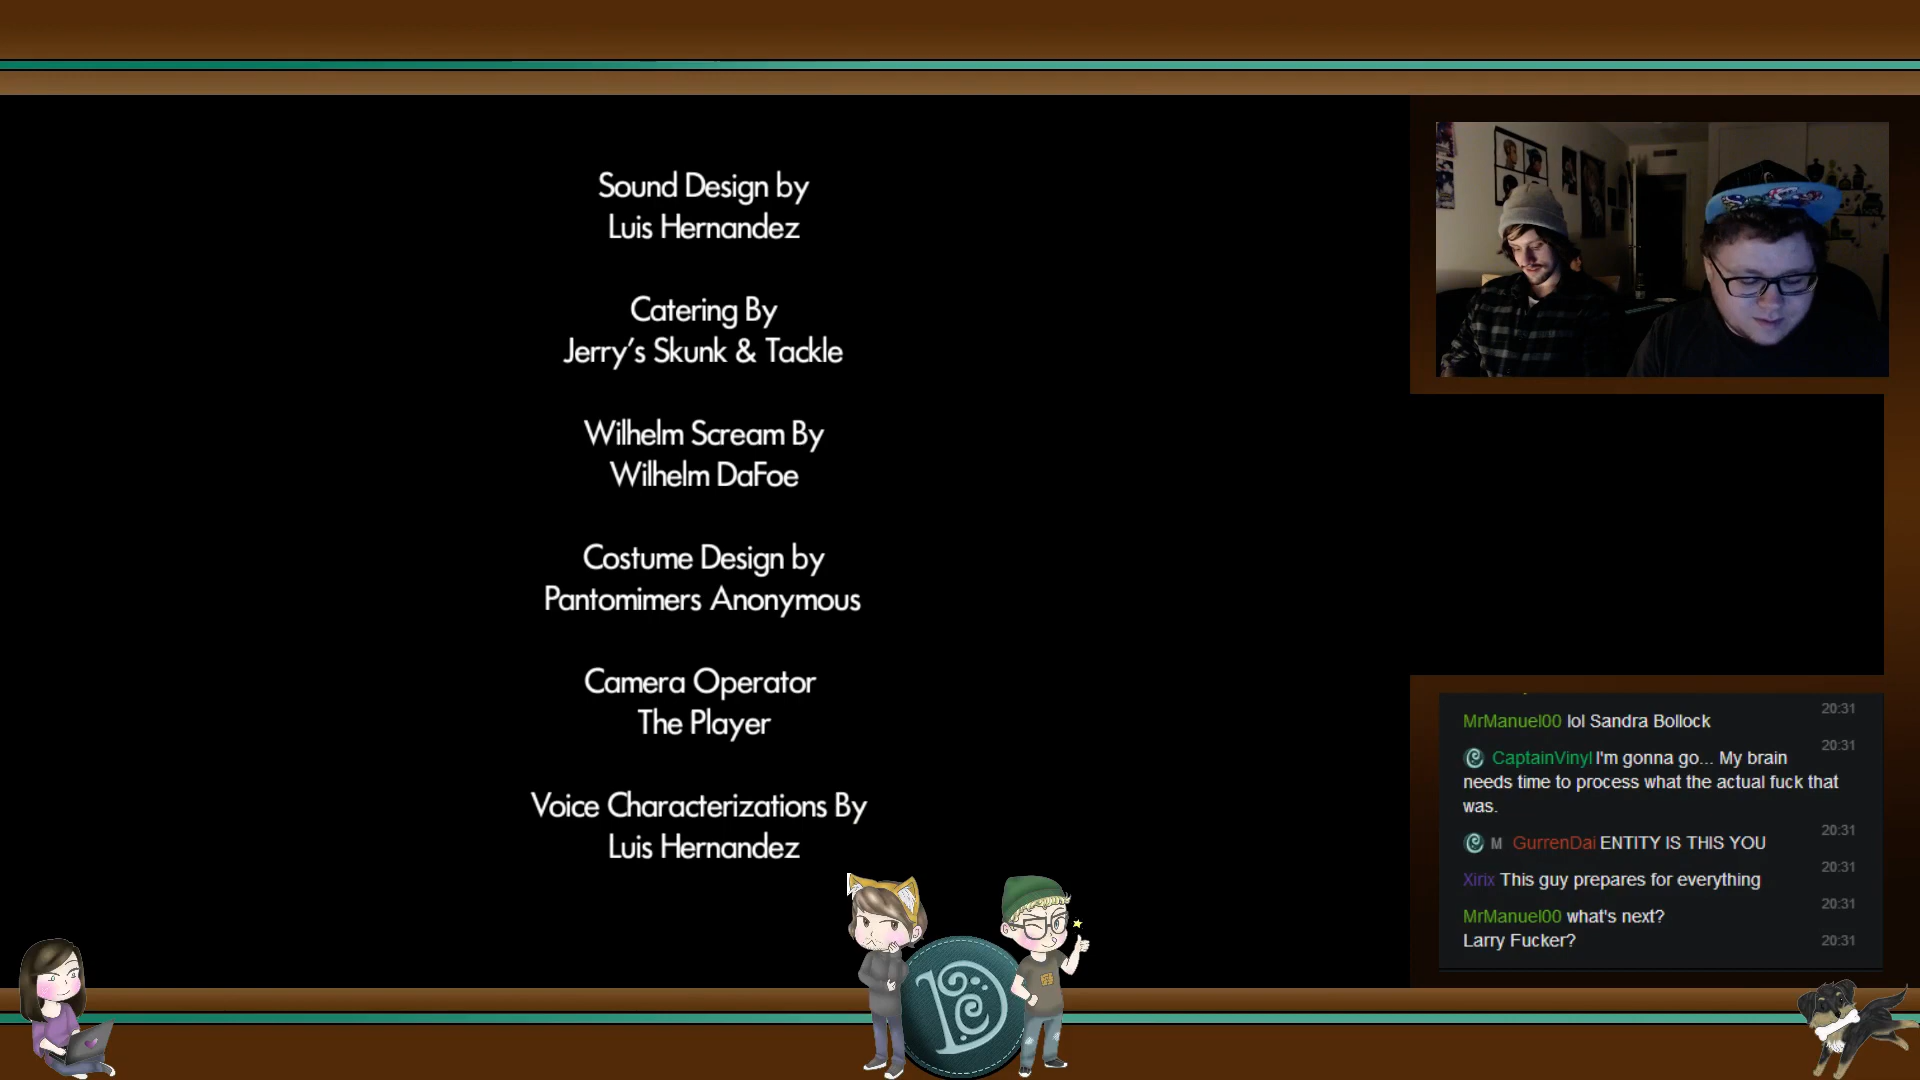 Sound Design by
Luis Hernandez
Catering By
Jerry's Skunk & Tackle
Wilhelm Scream By
Wilhelm DaFoe
Costume Design by
Pantomimers Anonymous
Camera Operator
The Player
Voice Characterizations By
Luis Hernandez
20:31
MrManuel00 lol Sandra Bollock
20:31
CaptainVinyl I'm gonna go... My brain
needs time to process what the actual fuck that
was.
20:31
M GurrenDai ENTITY IS THIS YOU
20:31
Xirix This guy prepares for everything
20:31
MrManuel00 what's next?
20:31
Larry Fucker?